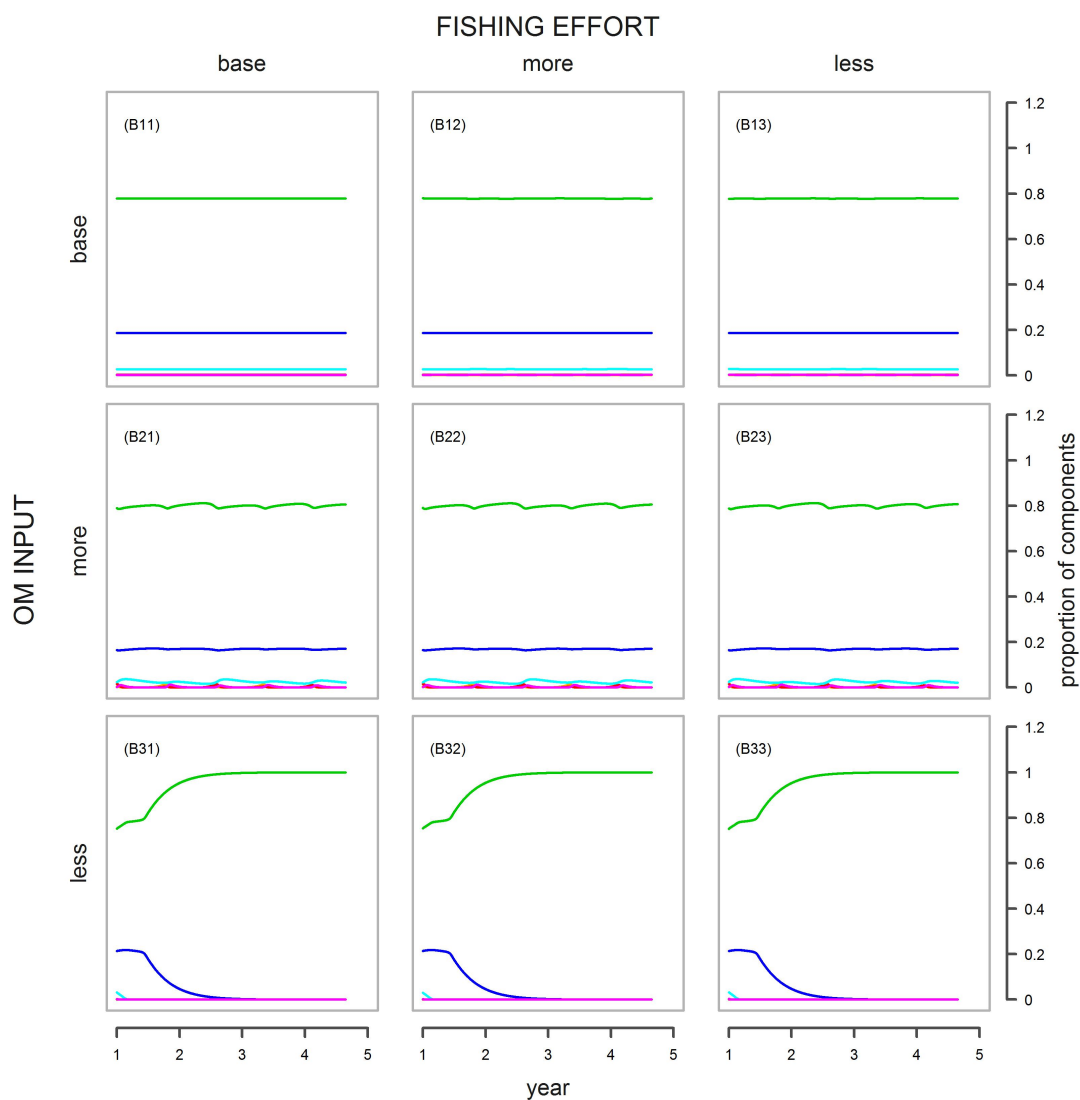 FISHING EFFORT
base more less
(B11) (B12) (B13)
1.2
1
0.8
0.6
0.4
0.2
0
base
(B21) (B22) (B23)
1.2
1
0.8
0.6
0.4
0.2
0
OM INPUT
more
proportion of components
(B31) (B32) (B33)
1.2
1
0.8
0.6
0.4
0.2
0
less
1 2 3 4 5 1 2 3 4 5 1 2 3 4 5
year